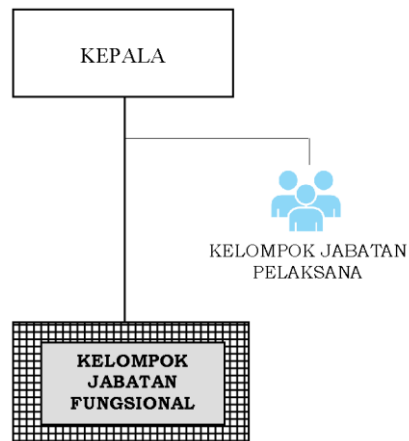 KEPALA
KELOMPOK JABATAN
PELAKSANA
KELOMPOK
JABATAN
FUNGSIONAL